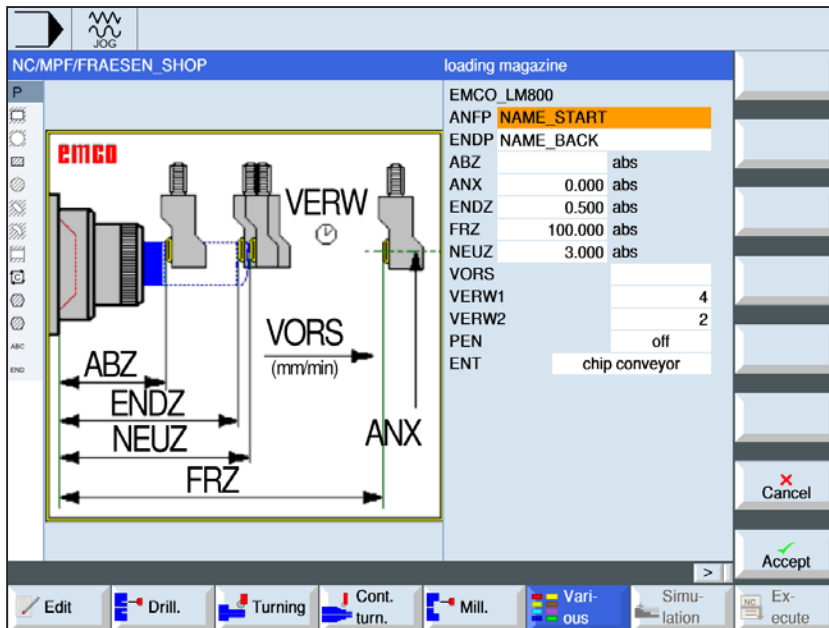 JOG
NC/MPF/FRAESEN_SHOP
loading magazine
P
EMCO_LM800
ANFP NAME_START
ENDP NAME_BACK
ABZ abs
ANX 0.000 abs
ENDZ 0.500 abs
FRZ 100.000 abs
NEUZ 3.000 abs
VORS
VERW1 4
VERW2 2
PEN off
ENT chip conveyor
emco
VERW
VORS
(mm/min)
ABZ
ENDZ
NEUZ
ANX
FRZ
C
ABC
END
Cancel
Accept
>
Edit
Drill.
Turning
Cont.
turn.
Mill.
Vari-
ous
Simu-
lation
NC
Ex-
ecute